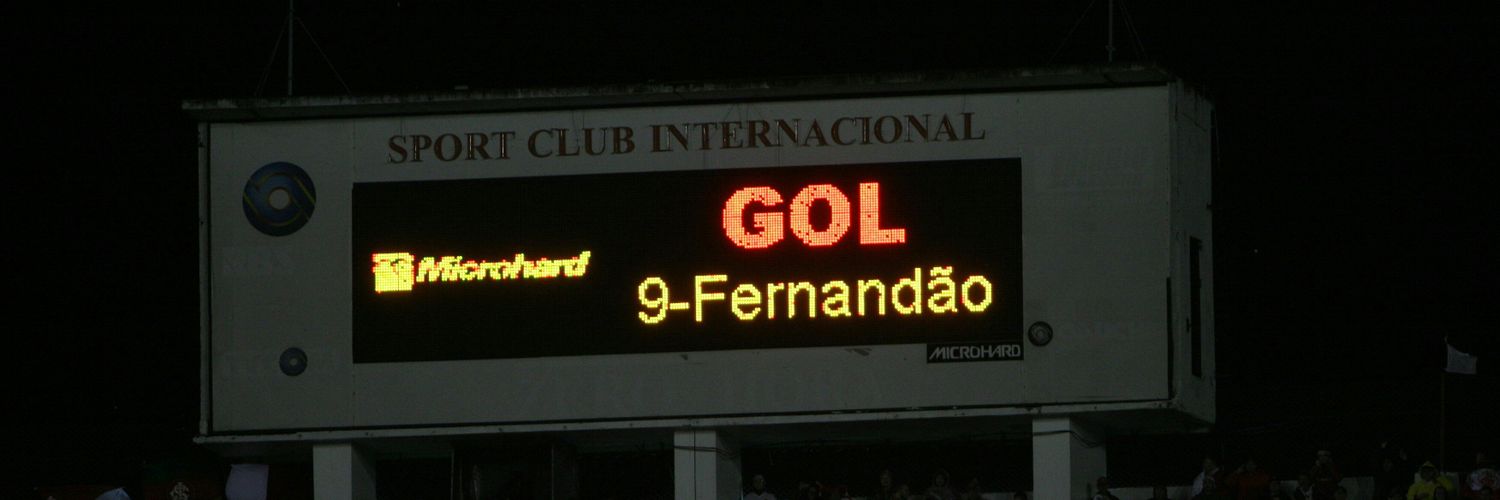 SPORT CLUB INTERNACIONAL
GOL
Microhard
9-Fernandão
MICROHARD